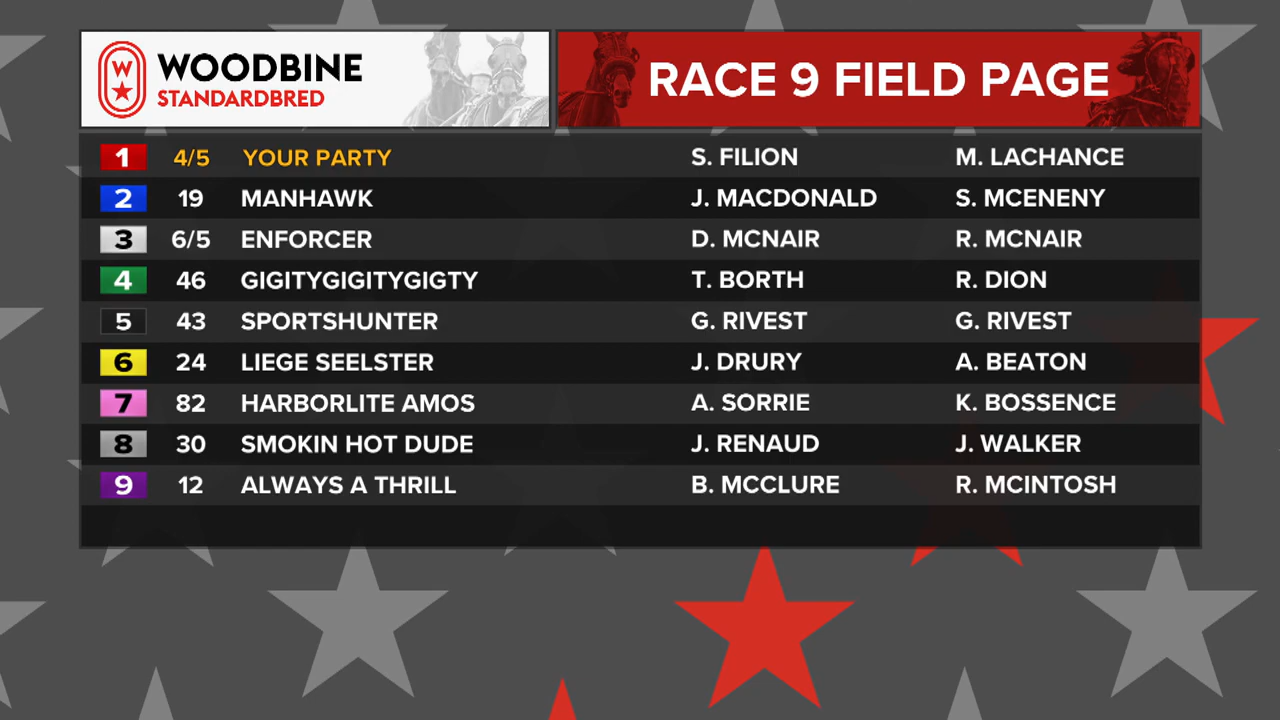 W WOODBINE
STANDARDBRED
RACE 9 FIELD PAGE
1 4/5 YOUR PARTY S. FILION M. LACHANCE
2 19 MANHAWK J. MACDONALD S. MCENENY
3 6/5 ENFORCER D. MCNAIR R. MCNAIR
4 46 GIGITYGIGITYGIGTY T. BORTH R. DION
5 43 SPORTSHUNTER G. RIVEST G. RIVEST
6 24 LIEGE SEELSTER J. DRURY A. BEATON
7 82 HARBORLITE AMOS A. SORRIE K. BOSSENCE
8 30 SMOKIN HOT DUDE J. RENAUD J. WALKER
9 12 ALWAYS A THRILL B. MCCLURE R. MCINTOSH